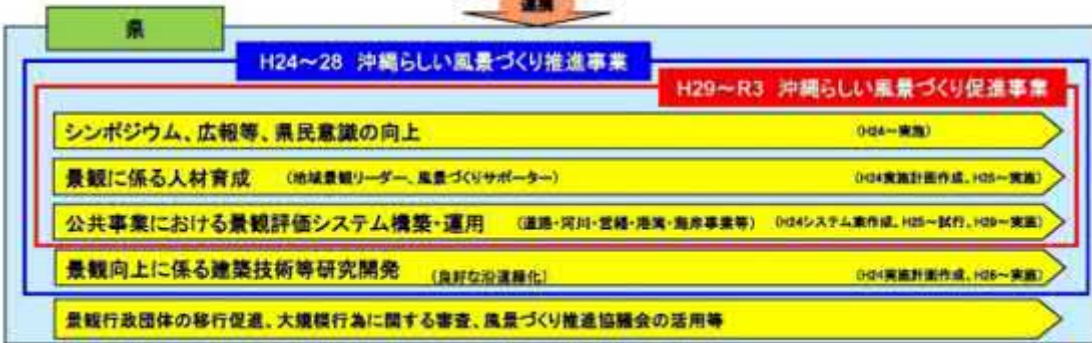 連携
県
H24～28 沖縄らしい風景づくり推進事業
H29～R3 沖縄らしい風景づくり促進事業
シンポジウム、広報等、県民意識の向上 (H24～実施)
景観に係る人材育成 (地域景観リーダー、風景づくりサポーター) (H24実施計画作成、H25～実施)
公共事業における景観評価システム構築・運用 (道路・河川・営繕・港湾・海岸事業等) (H24システム案作成、H25～試行、H29～実施)
景観向上に係る建築技術等研究開発 (良好な沿道緑化) (H24実施計画作成、H26～実施)
景観行政団体の移行促進、大規模行為に関する審査、風景づくり推進協議会の活用等